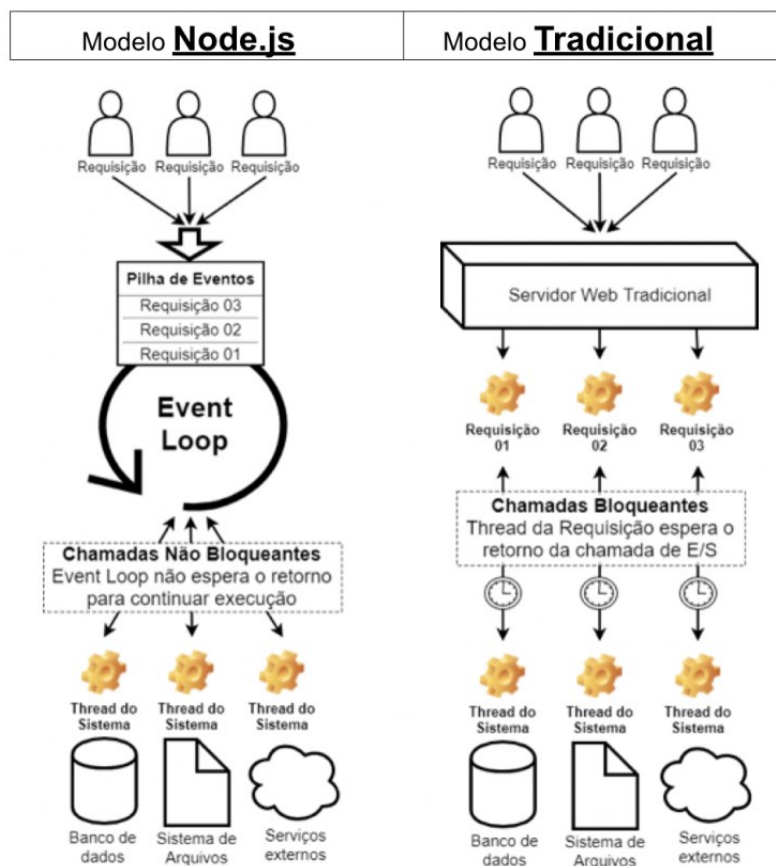 Modelo Node.js
Modelo Tradicional
Requisição
Requisição
Requisição
Pilha de Eventos
Requisição 03
Requisição 02
Requisição 01
Event
Loop
Chamadas Não Bloqueantes
Event Loop não espera o retorno
para continuar execução
Thread do
Sistema
Thread do
Sistema
Thread do
Sistema
Banco de
dados
Sistema de
Arquivos
Serviços
externos
Requisição
Requisição
Requisição
Servidor Web Tradicional
Requisição
01
Requisição
02
Requisição
03
Chamadas Bloqueantes
Thread da Requisição espera o
retorno da chamada de E/S
Thread do
Sistema
Thread do
Sistema
Thread do
Sistema
Banco de
dados
Sistema de
Arquivos
Serviços
externos